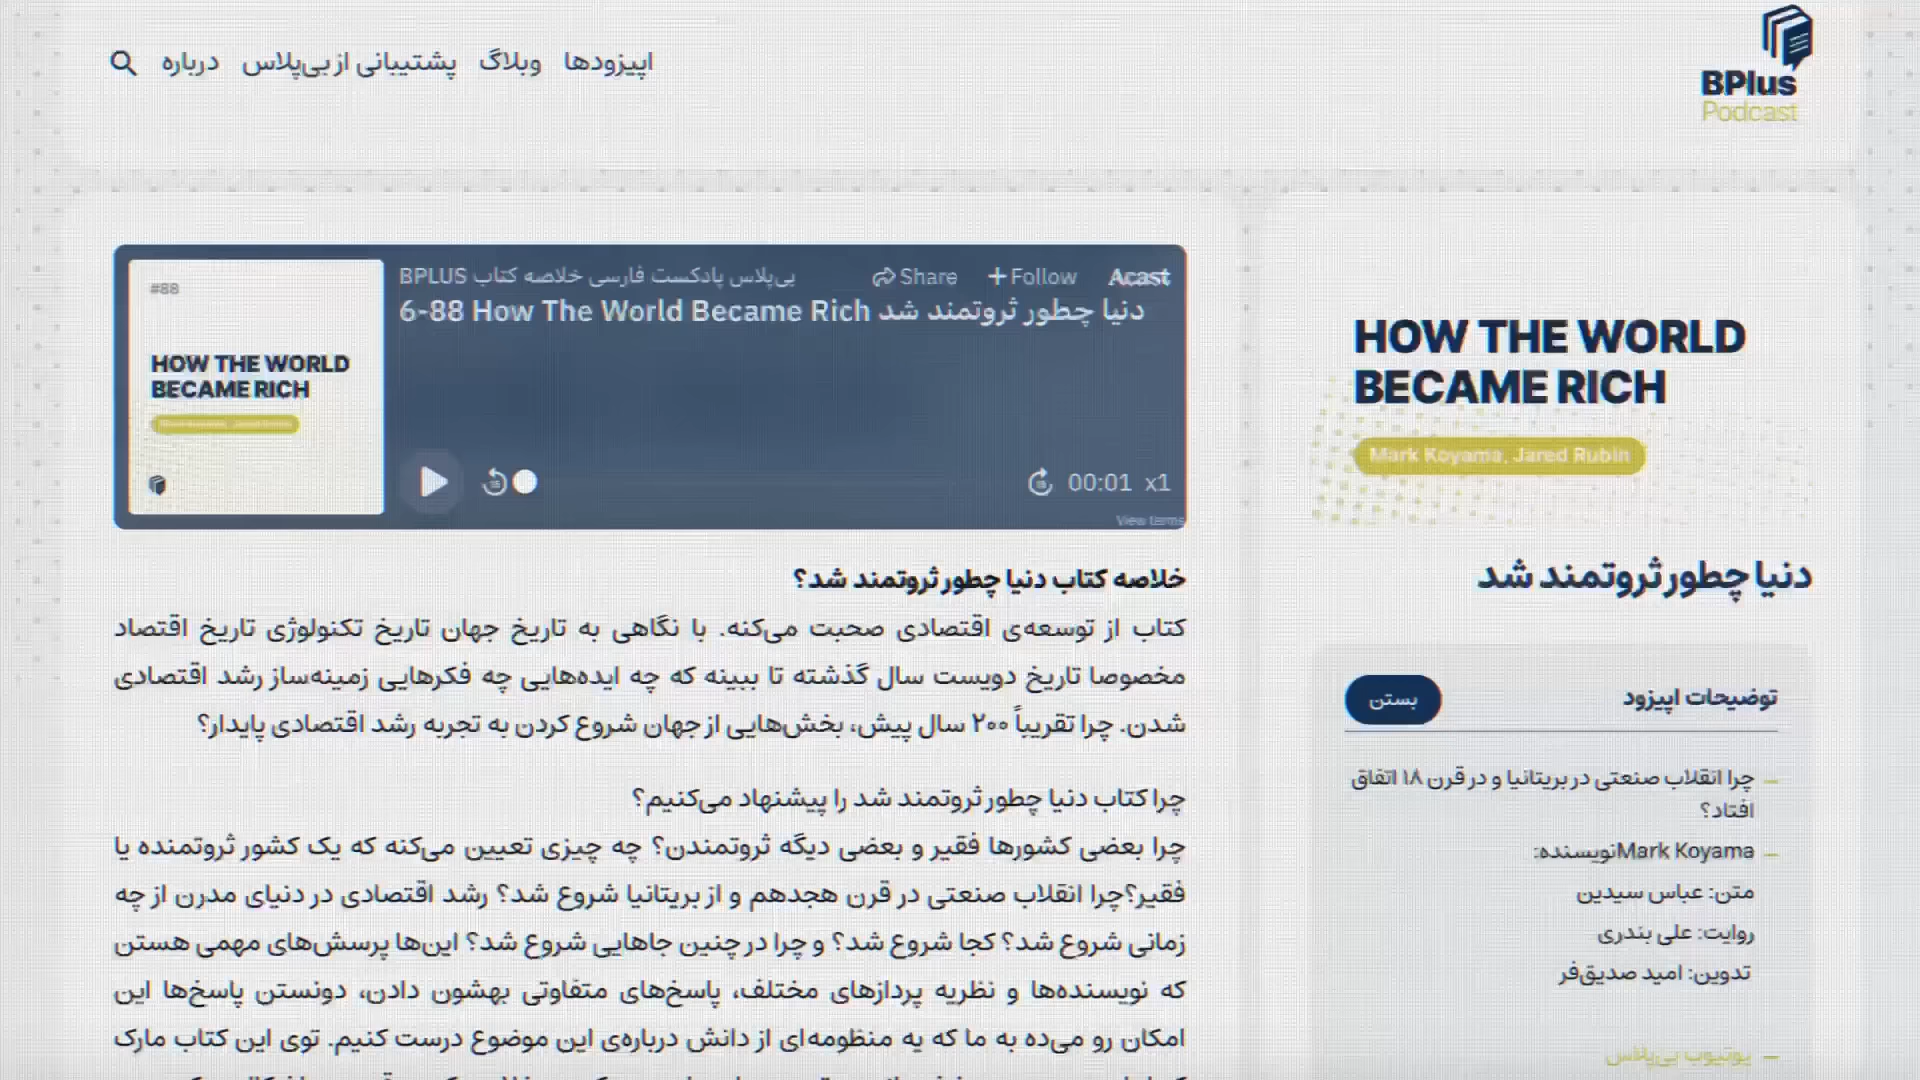 اپیزودها
وبلاگ
پشتیبانی از بی‌پلاس
درباره
BPlus
Podcast
#88
HOW THE WORLD
BECAME RICH
بی‌پلاس پادکست فارسی خلاصه کتاب BPLUS
Share
Follow
Acast
6-88 How The World Became Rich دنیا چطور ثروتمند شد
15
15
00:01
x1
View terms
خلاصه کتاب دنیا چطور ثروتمند شد؟
کتاب از توسعه‌ی اقتصادی صحبت می‌کنه. با نگاهی به تاریخ جهان تاریخ تکنولوژی تاریخ اقتصاد
مخصوصا تاریخ دویست سال گذشته تا ببینه که چه ایده‌هایی چه فکرهایی زمینه‌ساز رشد اقتصادی
شدن. چرا تقریباً ۲۰۰ سال پیش، بخش‌هایی از جهان شروع کردن به تجربه رشد اقتصادی پایدار؟
چرا کتاب دنیا چطور ثروتمند شد را پیشنهاد می‌کنیم؟
چرا بعضی کشورها فقیر و بعضی دیگه ثروتمندن؟ چه چیزی تعیین می‌کنه که یک کشور ثروتمنده یا
فقیر؟چرا انقلاب صنعتی در قرن هجدهم و از بریتانیا شروع شد؟ رشد اقتصادی در دنیای مدرن از چه
زمانی شروع شد؟ کجا شروع شد؟ و چرا در چنین جاهایی شروع شد؟ این‌ها پرسش‌های مهمی هستن
که نویسنده‌ها و نظریه پردازهای مختلف، پاسخ‌های متفاوتی بهشون دادن، دونستن پاسخ‌ها این
امکان رو می‌ده به ما که یه منظومه‌ای از دانش درباره‌ی این موضوع درست کنیم. توی این کتاب مارک
HOW THE WORLD
BECAME RICH
Mark Koyama, Jared Rubin
دنیا چطور ثروتمند شد
توضیحات اپیزود
بستن
چرا انقلاب صنعتی در بریتانیا و در قرن ۱۸ اتفاق
افتاد؟
Mark Koyamaنویسنده:
متن: عباس سیدین
روایت: علی بندری
تدوین: امید صدیق‌فر
یوتیوب بی‌پلاس